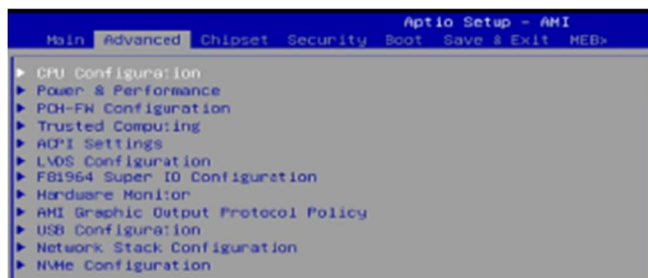 Aptio Setup - AMI
Main Advanced Chipset Security Boot Save & Exit MEBx
CPU Configuration
Power & Performance
PCH-FW Configuration
Trusted Computing
ACPI Settings
LVDS Configuration
F81964 Super IO Configuration
Hardware Monitor
AMI Graphic Output Protocol Policy
USB Configuration
Network Stack Configuration
NVMe Configuration